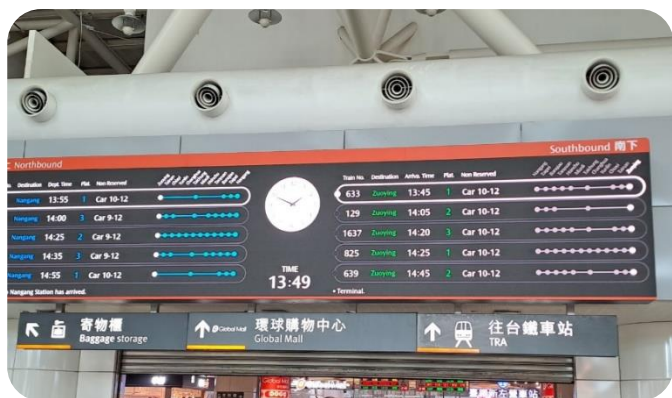 Northbound
Destination Dept. Time Plat. Non Reserved
Nangang 13:55 1 Car 10-12
Nangang 14:00 3 Car 9-12
Nangang 14:25 2 Car 9-12
Nangang 14:35 3 Car 9-12
Nangang 14:55 1 Car 10-12
Nangang Station has arrived.
TIME
13:49
Southbound 南下
Train No. Destination Arriv. Time Plat. Non Reserved
633 Zuoying 13:45 1 Car 10-12
129 Zuoying 14:05 2 Car 10-12
1637 Zuoying 14:20 3 Car 10-12
825 Zuoying 14:25 1 Car 10-12
639 Zuoying 14:45 2 Car 10-12
Terminal.
寄物櫃
Baggage storage
Global Mall 環球購物中心
Global Mall
往台鐵車站
TRA